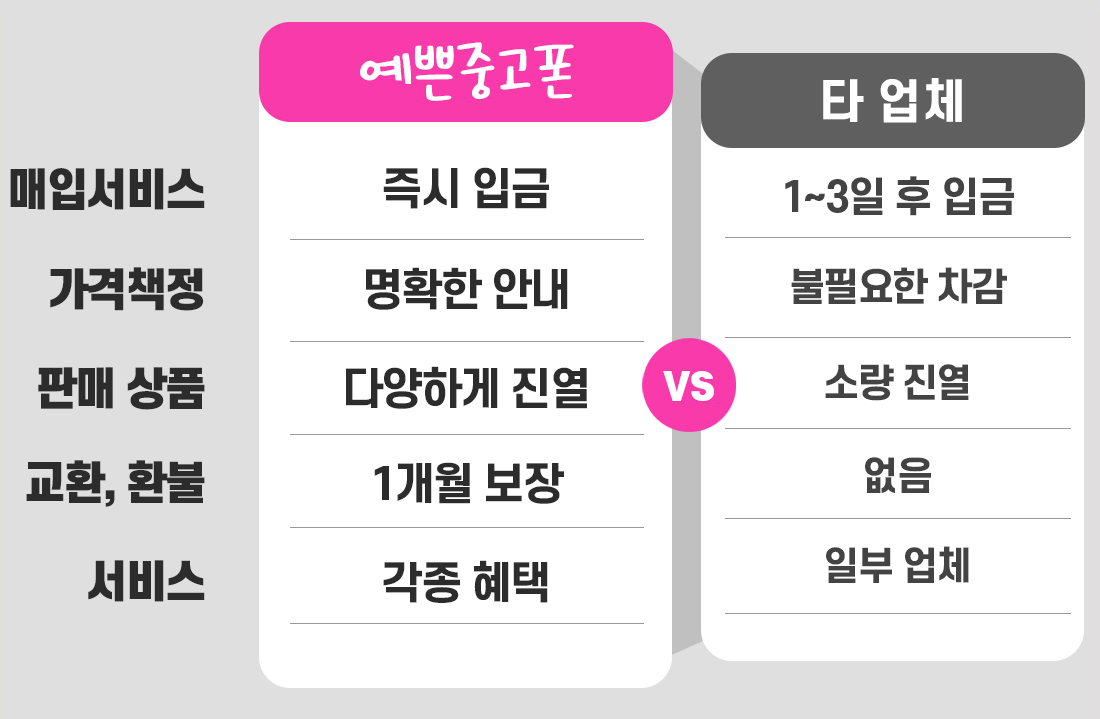 예쁜중고폰
타 업체
매입서비스 즉시 입금 1~3일 후 입금
가격책정 명확한 안내 불필요한 차감
판매 상품 다양하게 진열 VS 소량 진열
교환, 환불 1개월 보장 없음
서비스 각종 혜택 일부 업체